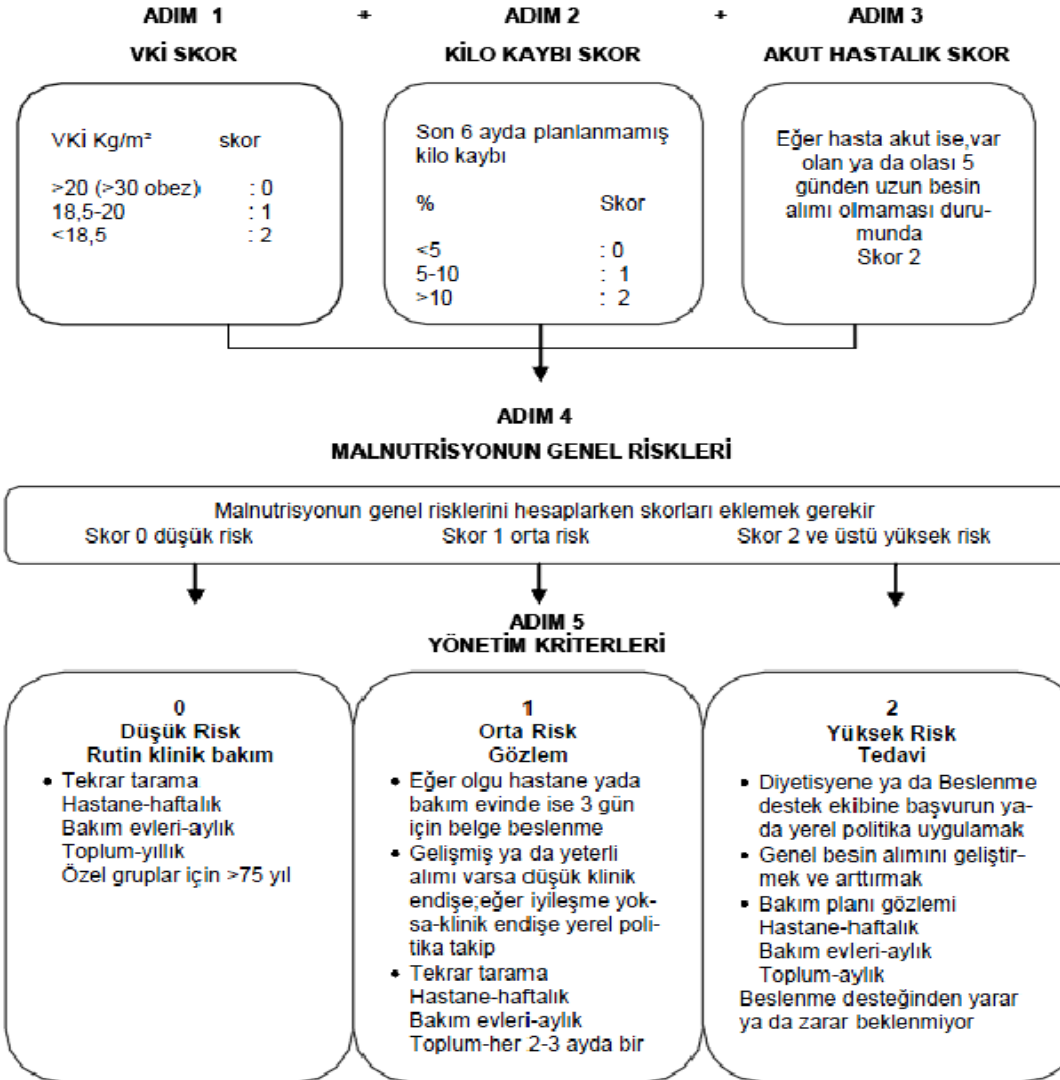 ADIM 1 + ADIM 2 + ADIM 3
VKİ SKOR KİLO KAYBI SKOR AKUT HASTALIK SKOR
VKİ Kg/m² skor
>20 (>30 obez) : 0
18,5-20 : 1
<18,5 : 2
Son 6 ayda planlanmamış
kilo kaybı
% Skor
<5 : 0
5-10 : 1
>10 : 2
Eğer hasta akut ise,var
olan ya da olası 5
günden uzun besin
alımı olmaması duru-
munda
Skor 2
ADIM 4
MALNUTRİSYONUN GENEL RİSKLERİ
Malnutrisyonun genel risklerini hesaplarken skorları eklemek gerekir
Skor 0 düşük risk Skor 1 orta risk Skor 2 ve üstü yüksek risk
ADIM 5
YÖNETİM KRİTERLERİ
0
Düşük Risk
Rutin klinik bakım
• Tekrar tarama
Hastane-haftalık
Bakım evleri-aylık
Toplum-yıllık
Özel gruplar için >75 yıl
1
Orta Risk
Gözlem
• Eğer olgu hastane yada
bakım evinde ise 3 gün
için belge beslenme
• Gelişmiş ya da yeterli
alımı varsa düşük klinik
endişe;eğer iyileşme yok-
sa-klinik endişe yerel poli-
tika takip
• Tekrar tarama
Hastane-haftalık
Bakım evleri-aylık
Toplum-her 2-3 ayda bir
2
Yüksek Risk
Tedavi
• Diyetisyene ya da Beslenme
destek ekibine başvurun ya-
da yerel politika uygulamak
• Genel besin alımını geliştir-
mek ve arttırmak
• Bakım planı gözlemi
Hastane-haftalık
Bakım evleri-aylık
Toplum-aylık
Beslenme desteğinden yarar
ya da zarar beklenmiyor